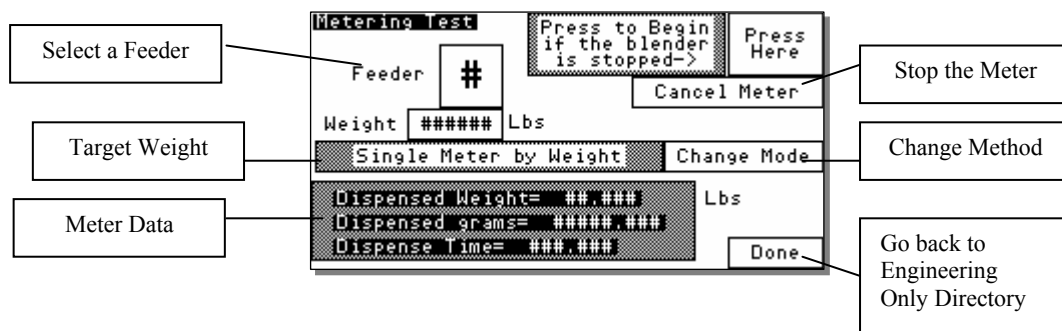 Metering Test
Press to Begin
if the blender
is stopped->
Press
Here
Select a Feeder
Feeder
#
Stop the Meter
Cancel Meter
Weight ###### Lbs
Target Weight
Single Meter by Weight
Change Mode
Change Method
Meter Data
Dispensed Weight= ##.###
Lbs
Dispensed grams= #####.###
Dispense Time= ###.###
Done
Go back to
Engineering
Only Directory